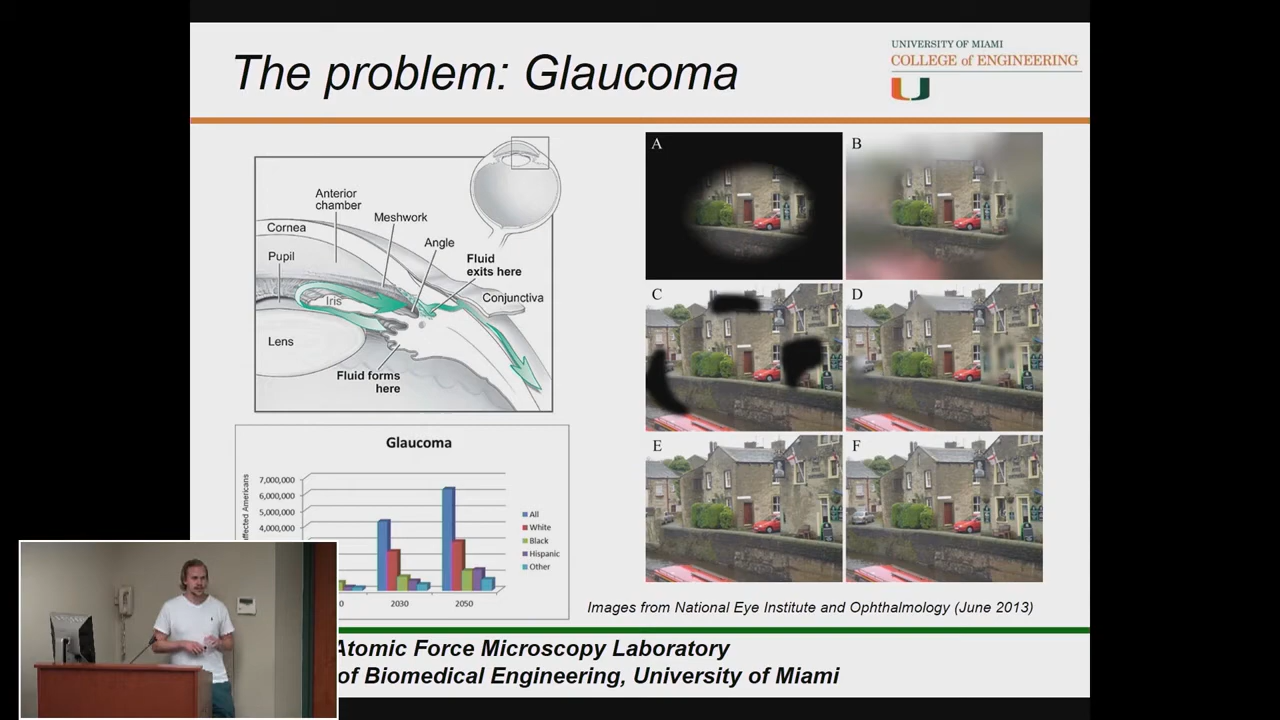 The problem: Glaucoma
UNIVERSITY OF MIAMI
COLLEGE of ENGINEERING
U
Anterior
chamber
Meshwork
Cornea
Angle
Pupil
Fluid
exits here
Iris
Conjunctiva
Lens
Fluid forms
here
A
B
C
D
E
F
Glaucoma
7,000,000
6,000,000
5,000,000
4,000,000
Americans
All
White
Black
Hispanic
Other
0
2030
2050
Images from National Eye Institute and Ophthalmology (June 2013)
Atomic Force Microscopy Laboratory
of Biomedical Engineering, University of Miami